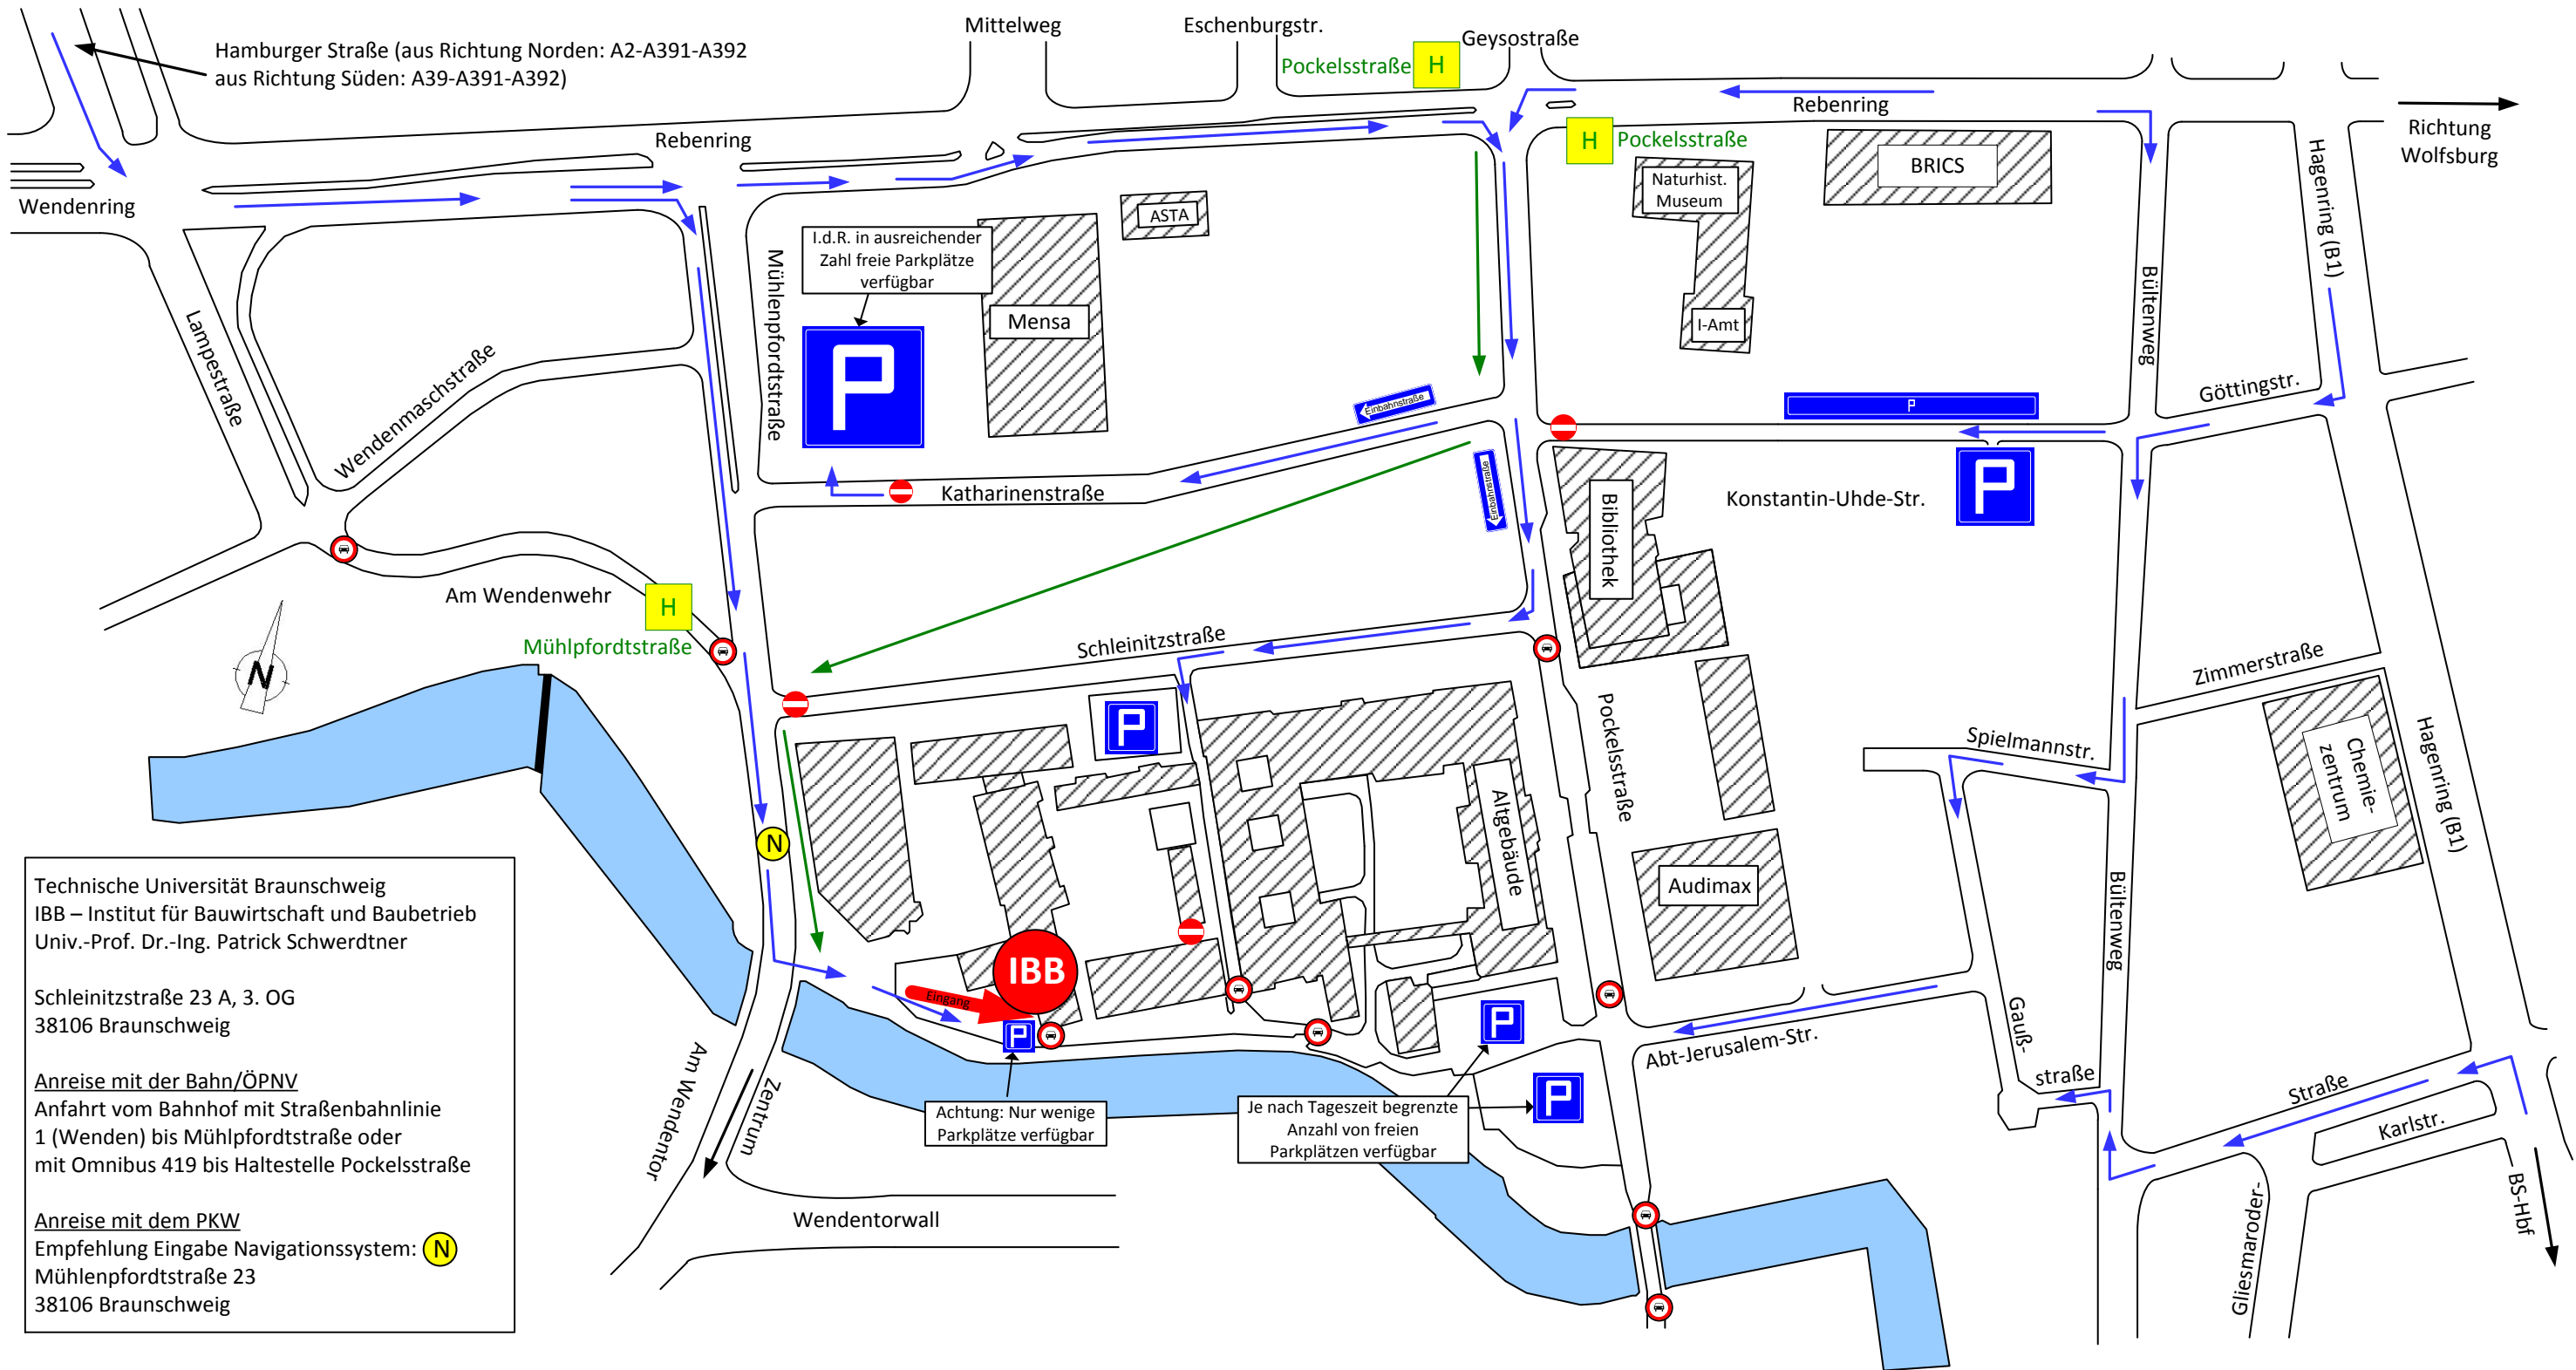 Hamburger Straße (aus Richtung Norden: A2-A391-A392
aus Richtung Süden: A39-A391-A392)
Mittelweg
Eschenburgstr.
Geysostraße
Pockelsstraße
H
Rebenring
Rebenring
H
Pockelsstraße
Richtung
Wolfsburg
Wendenring
Hagenring (B1)
BRICS
Naturhist.
Museum
I-Amt
ASTA
I.d.R. in ausreichender
Zahl freie Parkplätze
verfügbar
P
Mensa
Mühlenpfordtstraße
Lampestraße
Wendenmaschstraße
Bültenweg
Göttingstr.
P
Einbahnstraße
Einbahnstraße
Katharinenstraße
Bibliothek
Konstantin-Uhde-Str.
P
Am Wendenwehr
H
Mühlpfordtstraße
N
Schleinitzstraße
Zimmerstraße
P
Pockelsstraße
Spielmannstr.
Chemie-
zentrum
Hagenring (B1)
Altgebäude
Audimax
Bültenweg
N
IBB
Eingang
P
P
P
Abt-Jerusalem-Str.
Gauß-
straße
Straße
Karlstr.
Gliesmaroder-
BS-Hbf
Am Wendentor
Zentrum
Wendentorwall
Achtung: Nur wenige
Parkplätze verfügbar
Je nach Tageszeit begrenzte
Anzahl von freien
Parkplätzen verfügbar
Technische Universität Braunschweig
IBB – Institut für Bauwirtschaft und Baubetrieb
Univ.-Prof. Dr.-Ing. Patrick Schwerdtner
Schleinitzstraße 23 A, 3. OG
38106 Braunschweig
Anreise mit der Bahn/ÖPNV
Anfahrt vom Bahnhof mit Straßenbahnlinie
1 (Wenden) bis Mühlpfordtstraße oder
mit Omnibus 419 bis Haltestelle Pockelsstraße
Anreise mit dem PKW
Empfehlung Eingabe Navigationssystem: N
Mühlenpfordtstraße 23
38106 Braunschweig